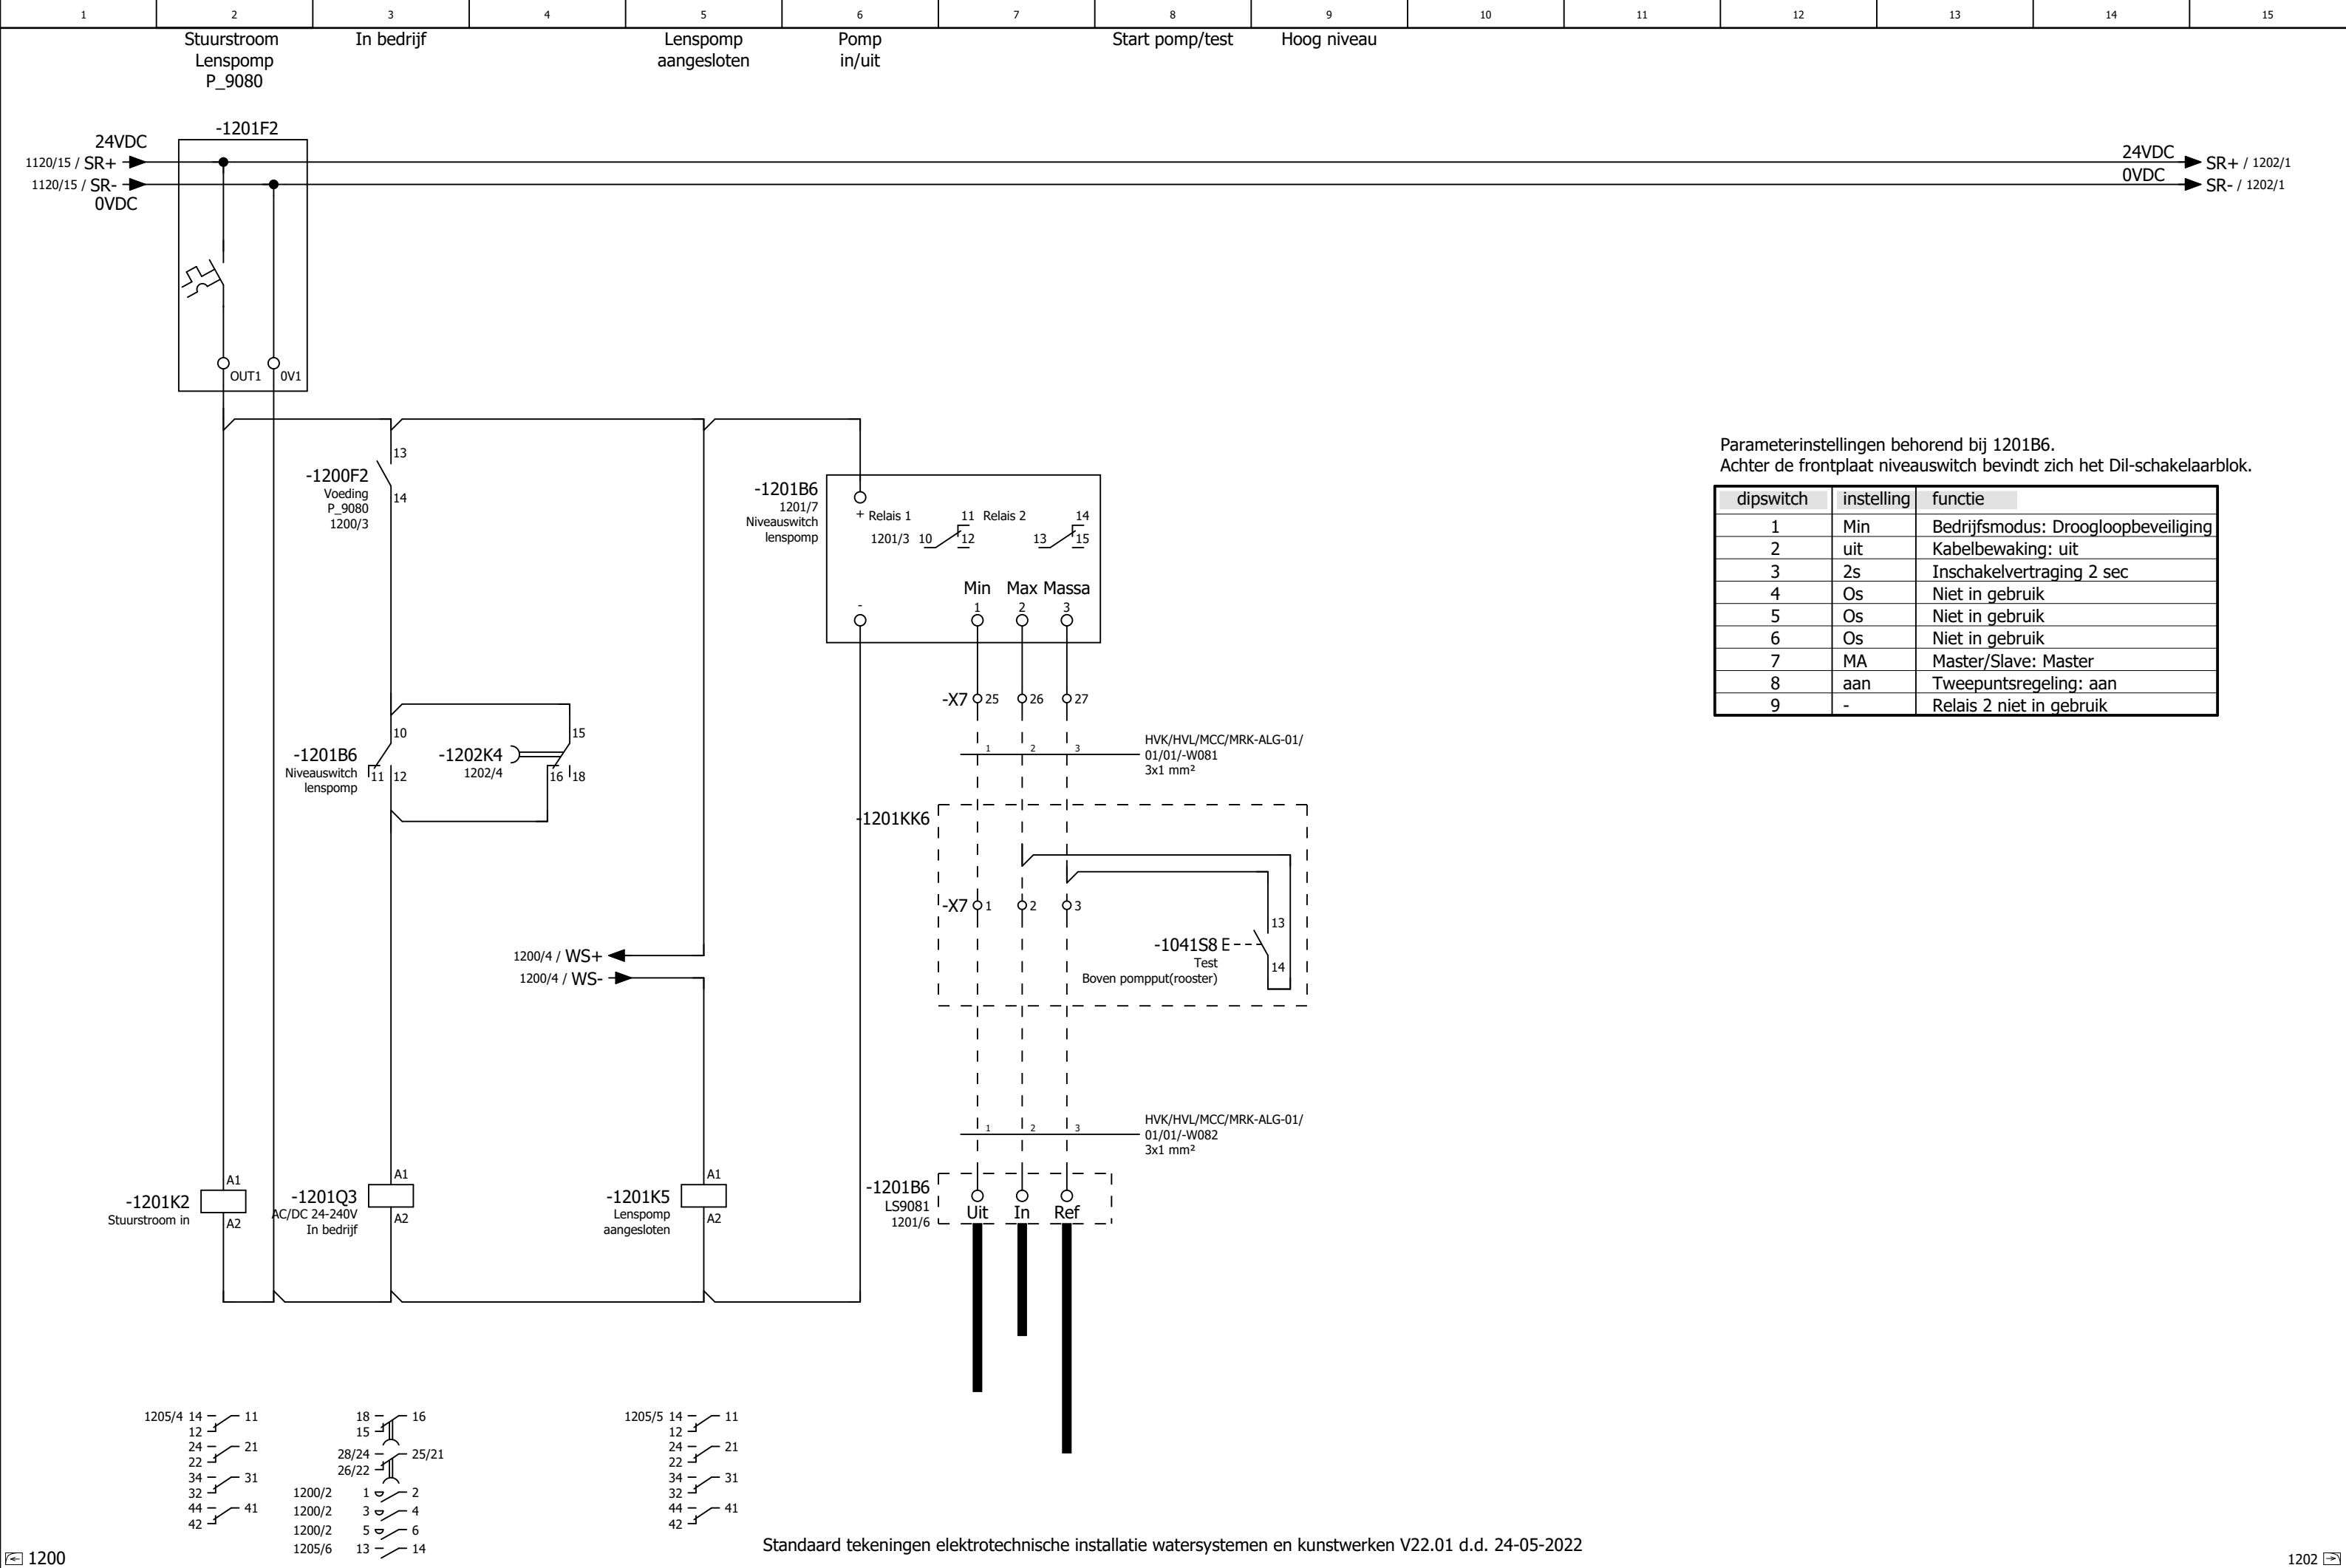 1 2 3 4 5 6 7 8 9 10 11 12 13 14 15
Stuurstroom
Lenspomp
P_9080
In bedrijf
Lenspomp
aangesloten
Pomp
in/uit
Start pomp/test
Hoog niveau
-1201F2
24VDC
1120/15 / SR+
1120/15 / SR-
0VDC
24VDC
SR+ / 1202/1
0VDC
SR- / 1202/1
OUT1
0V1
13
-1200F2
Voeding
P_9080
1200/3
14
-1201B6
1201/7
Niveauswitch
lenspomp
+ Relais 1 11 Relais 2 14
1201/3 10 12 13 15
Min Max Massa
- 1 2 3
Parameterinstellingen behorend bij 1201B6.
Achter de frontplaat niveauswitch bevindt zich het Dil-schakelaarblok.
dipswitch instelling functie
1 Min Bedrijfsmodus: Droogloopbeveiliging
2 uit Kabelbewaking: uit
3 2s Inschakelvertraging 2 sec
4 Os Niet in gebruik
5 Os Niet in gebruik
6 Os Niet in gebruik
7 MA Master/Slave: Master
8 aan Tweepuntsregeling: aan
9 - Relais 2 niet in gebruik
-X7 25 26 27
10
-1201B6
Niveauswitch
lenspomp
11 12
15
-1202K4
1202/4
16 18
1 2 3
HVK/HVL/MCC/MRK-ALG-01/
01/01/-W081
3x1 mm²
-1201KK6
-X7 1 2 3
13
-1041S8 E
Test
Boven pompput(rooster)
14
1200/4 / WS+
1200/4 / WS-
1 2 3
HVK/HVL/MCC/MRK-ALG-01/
01/01/-W082
3x1 mm²
A1
-1201K2
Stuurstroom in
A2
A1
-1201Q3
AC/DC 24-240V
In bedrijf
A2
A1
-1201K5
Lenspomp
aangesloten
A2
-1201B6
LS9081
1201/6
Uit In Ref
1205/4 14 11
12
24 21
22
34 31
32
44 41
42
18 16
15
28/24 25/21
26/22
1200/2 1 2
1200/2 3 4
1200/2 5 6
1205/6 13 14
1205/5 14 11
12
24 21
22
34 31
32
44 41
42
Standaard tekeningen elektrotechnische installatie watersystemen en kunstwerken V22.01 d.d. 24-05-2022
1200
1202